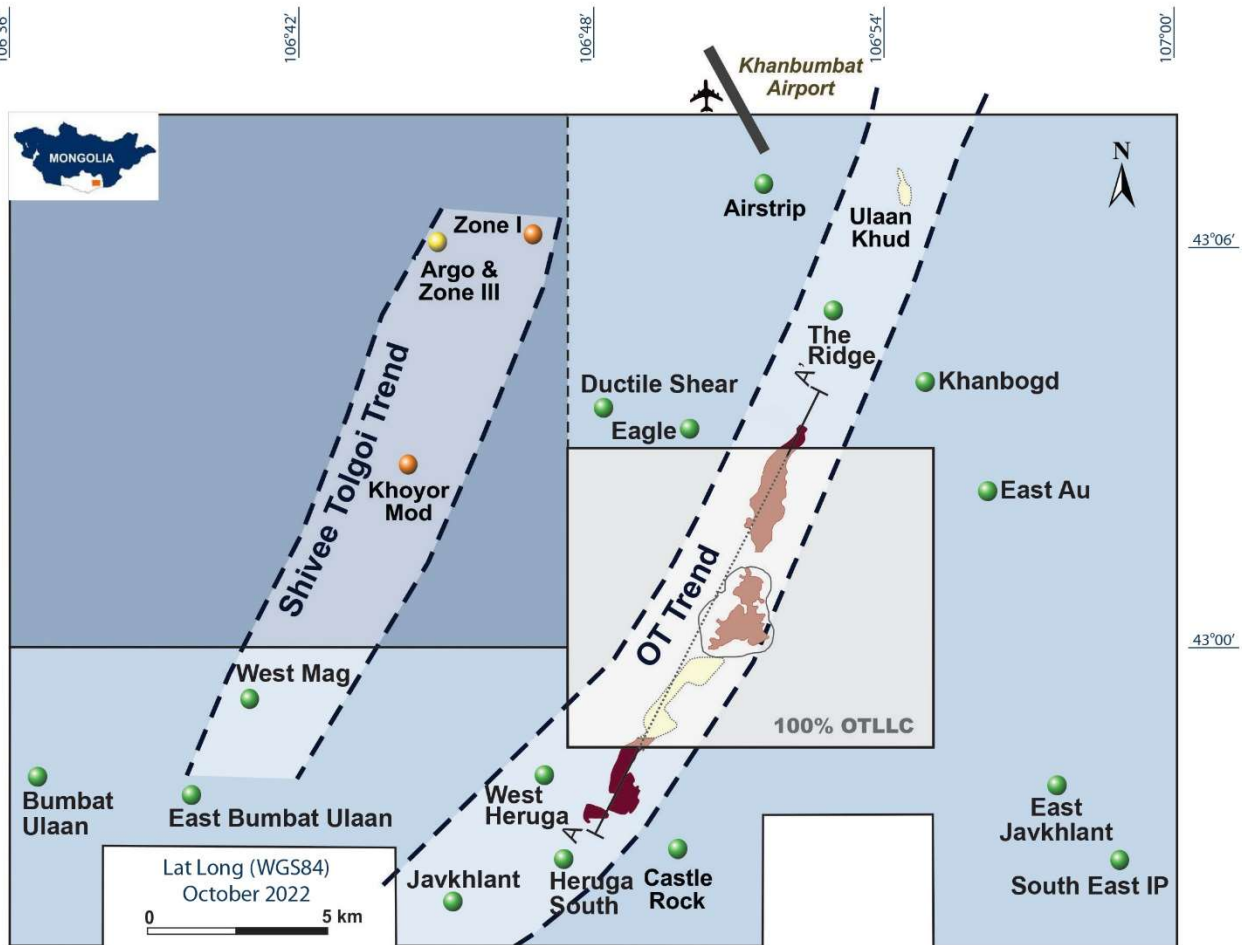 106°36'
106°42'
106°48'
106°54'
107°00'
Khanbumbat
Airport
MONGOLIA
N
Airstrip
Ulaan
Khud
43°06'
Zone I
Argo &
Zone III
The
Ridge
A'
Khanbogd
Ductile Shear
Eagle
East Au
Shivee Tolgoi Trend
Khoyor
Mod
OT Trend
43°00'
West Mag
100% OTLLC
Bumbat
Ulaan
East Bumbat Ulaan
West
Heruga
A
East
Javkhlant
Lat Long (WGS84)
October 2022
0
5 km
Javkhlant
Heruga
South
Castle
Rock
South East IP